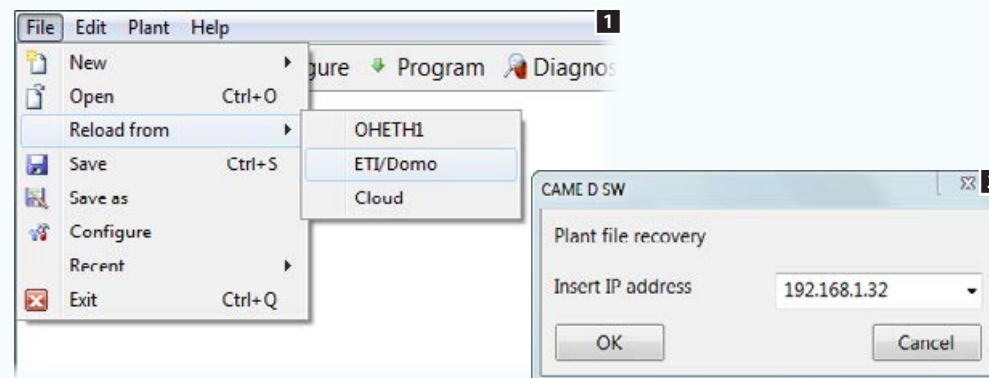 File Edit Plant Help
1
gure Program Diagnos
New
Open Ctrl+O
Reload from
OHETH1
Save Ctrl+S
ETI/Domo
Save as
Cloud
Configure
Recent
Exit Ctrl+Q
CAME D SW
Plant file recovery
Insert IP address 192.168.1.32
OK Cancel